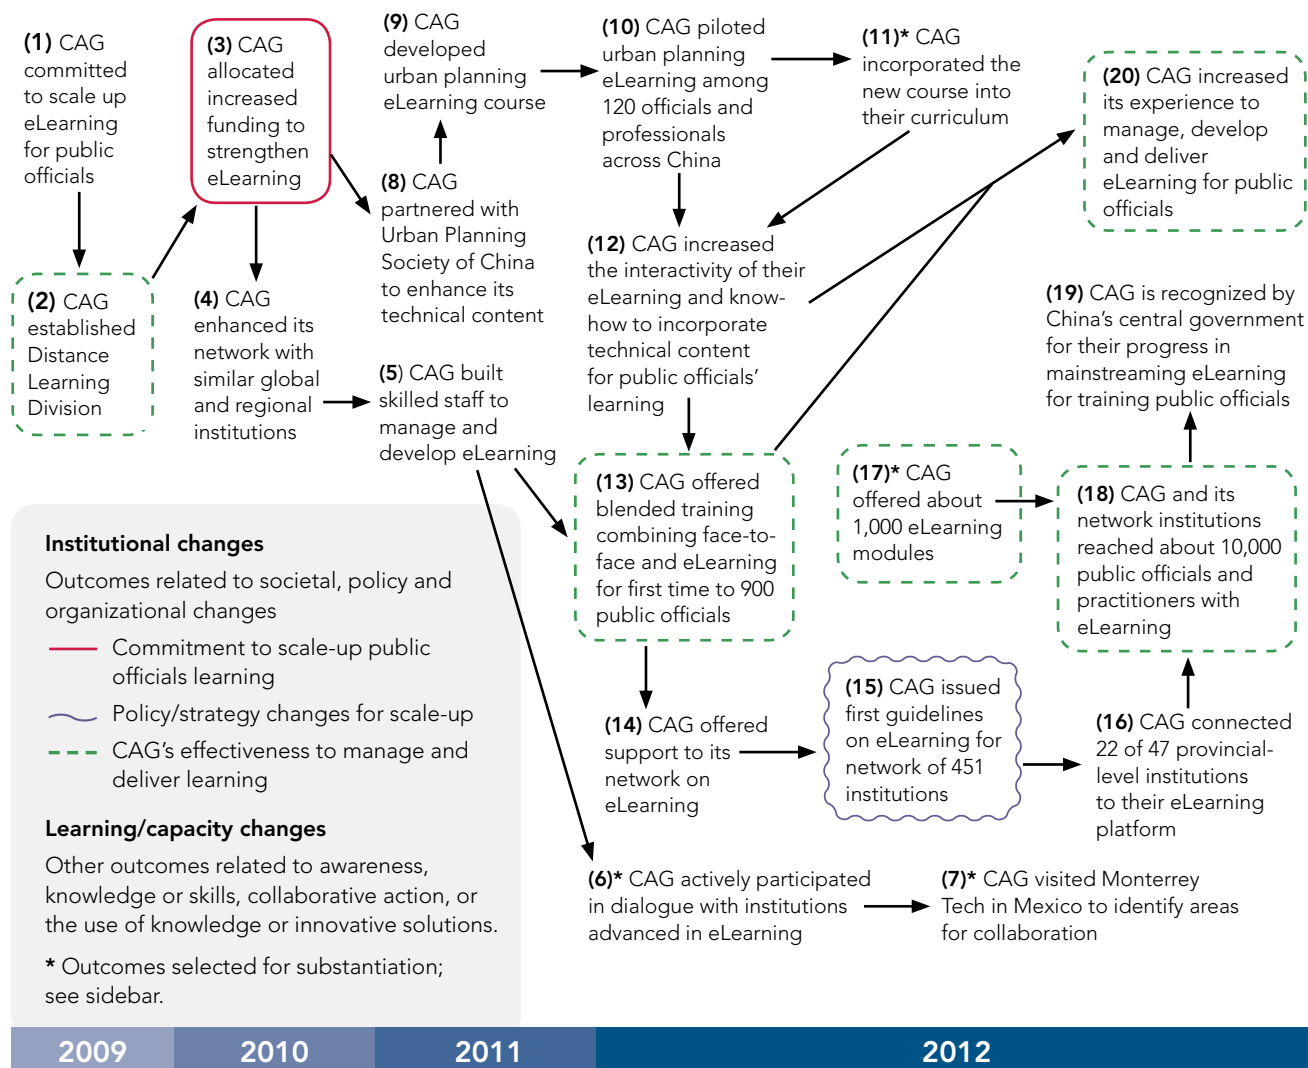 (1) CAG
committed
to scale up
eLearning
for public
officials
(2) CAG
established
Distance
Learning
Division
(3) CAG
allocated
increased
funding to
strengthen
eLearning
(4) CAG
enhanced its
network with
similar global
and regional
institutions
(9) CAG
developed
urban planning
eLearning course
(8) CAG
partnered with
Urban Planning
Society of China
to enhance its
technical content
(5) CAG built
skilled staff to
manage and
develop eLearning
(10) CAG piloted
urban planning
eLearning among
120 officials and
professionals
across China
(11)* CAG
incorporated the
new course into
their curriculum
(12) CAG increased
the interactivity of their
eLearning and know-
how to incorporate
technical content
for public officials’
learning
(13) CAG offered
blended training
combining face-to-
face and eLearning
for first time to 900
public officials
(14) CAG offered
support to its
network on
eLearning
(15) CAG issued
first guidelines
on eLearning for
network of 451
institutions
(16) CAG connected
22 of 47 provincial-
level institutions
to their eLearning
platform
(17)* CAG
offered about
1,000 eLearning
modules
(18) CAG and its
network institutions
reached about 10,000
public officials and
practitioners with
eLearning
(19) CAG is recognized by
China’s central government
for their progress in
mainstreaming eLearning
for training public officials
(20) CAG increased
its experience to
manage, develop
and deliver
eLearning for public
officials
(6)* CAG actively participated
in dialogue with institutions
advanced in eLearning
(7)* CAG visited Monterrey
Tech in Mexico to identify areas
for collaboration
Institutional changes
Outcomes related to societal, policy and
organizational changes
Commitment to scale-up public
officials learning
Policy/strategy changes for scale-up
CAG’s effectiveness to manage and
deliver learning
Learning/capacity changes
Other outcomes related to awareness,
knowledge or skills, collaborative action, or
the use of knowledge or innovative solutions.
* Outcomes selected for substantiation;
see sidebar.
2009
2010
2011
2012